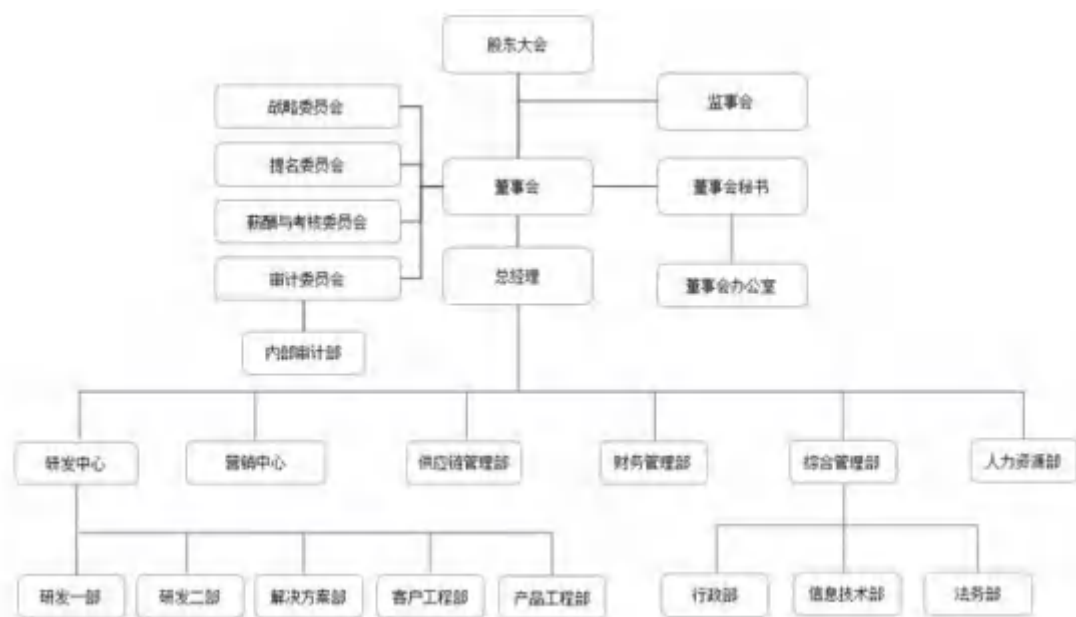 股东大会
监事会
战略委员会
提名委员会
董事会
董事会秘书
薪酬与考核委员会
审计委员会
总经理
董事会办公室
内部审计部
研发中心
营销中心
供应链管理部
财务管理部
综合管理部
人力资源部
研发一部
研发二部
解决方案部
客户工程部
产品工程部
行政部
信息技术部
法务部